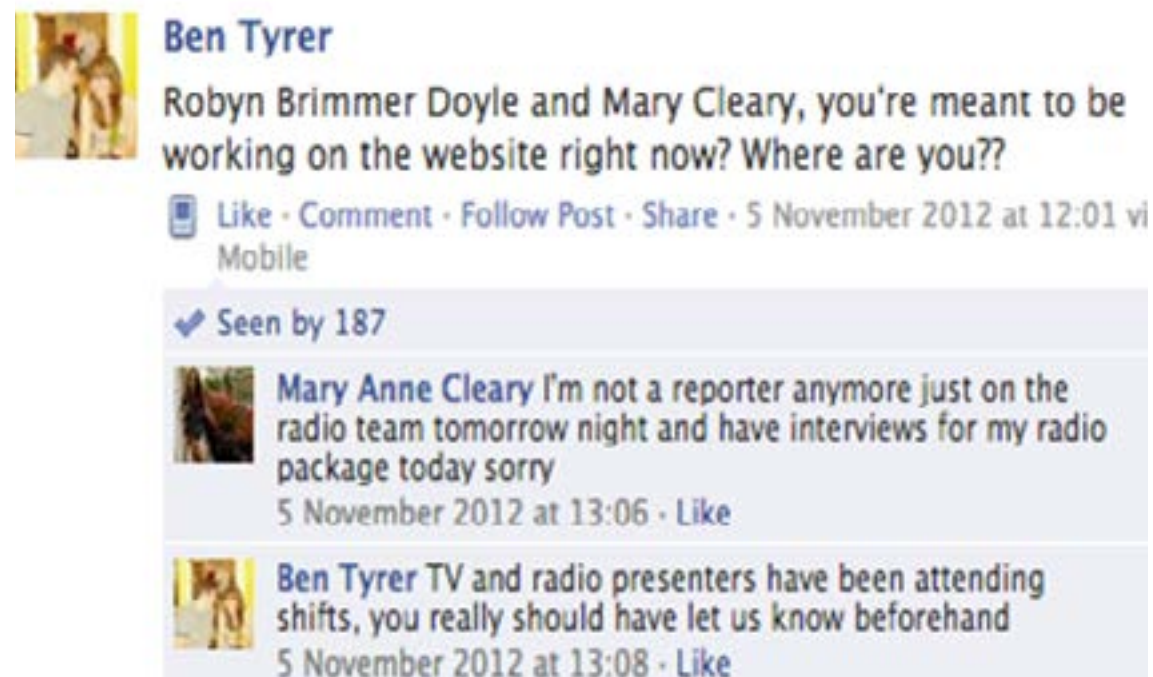 Ben Tyrer
Robyn Brimmer Doyle and Mary Cleary, you're meant to be
working on the website right now? Where are you??
Like · Comment · Follow Post · Share · 5 November 2012 at 12:01 vi
Mobile
Seen by 187
Mary Anne Cleary I'm not a reporter anymore just on the
radio team tomorrow night and have interviews for my radio
package today sorry
5 November 2012 at 13:06 · Like
Ben Tyrer TV and radio presenters have been attending
shifts, you really should have let us know beforehand
5 November 2012 at 13:08 · Like